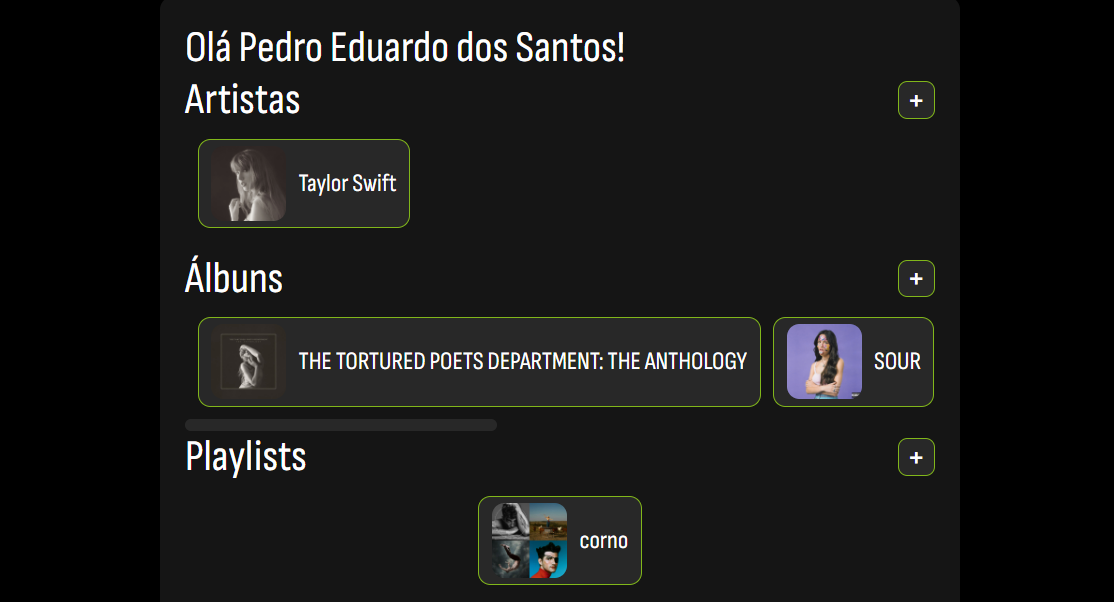 Olá Pedro Eduardo dos Santos!
Artistas
+
Taylor Swift
Álbuns
+
THE TORTURED POETS DEPARTMENT: THE ANTHOLOGY
SOUR
Playlists
+
corno